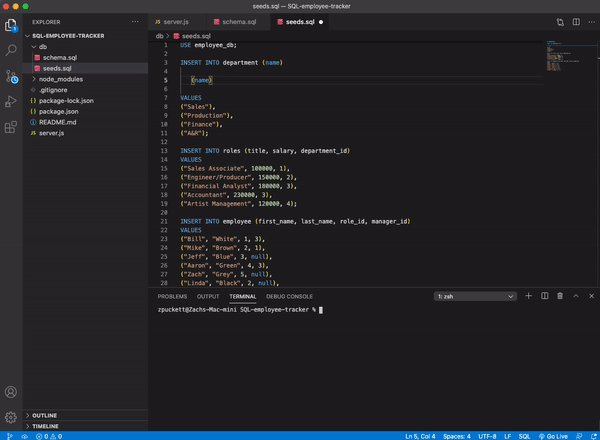 seeds.sql — SQL-employee-tracker
EXPLORER
SQL-EMPLOYEE-TRACKER
db
schema.sql
seeds.sql
node_modules
.gitignore
package-lock.json
package.json
README.md
server.js
OUTLINE
TIMELINE
server.js
schema.sql
seeds.sql
db > seeds.sql
1 USE employee_db;
2
3 INSERT INTO department (name)
4
5 (name)
6
7 VALUES
8 ("Sales"),
9 ("Production"),
10 ("Finance"),
11 ("A&R");
12
13 INSERT INTO roles (title, salary, department_id)
14 VALUES
15 ("Sales Associate", 100000, 1),
16 ("Engineer/Producer", 150000, 2),
17 ("Financial Analyst", 180000, 3),
18 ("Accountant", 230000, 3),
19 ("Artist Management", 120000, 4);
20
21 INSERT INTO employee (first_name, last_name, role_id, manager_id)
22 VALUES
23 ("Bill", "White", 1, 3),
24 ("Mike", "Brown", 2, 1),
25 ("Jeff", "Blue", 3, null),
26 ("Aaron", "Green", 4, 3),
27 ("Zach", "Grey", 5, null),
28 ("Linda", "Black", 2, null),
PROBLEMS OUTPUT TERMINAL DEBUG CONSOLE
1: zsh
zpuckett@Zachs-Mac-mini SQL-employee-tracker %
0 0
Ln 5, Col 4 Spaces: 4 UTF-8 LF SQL Go Live